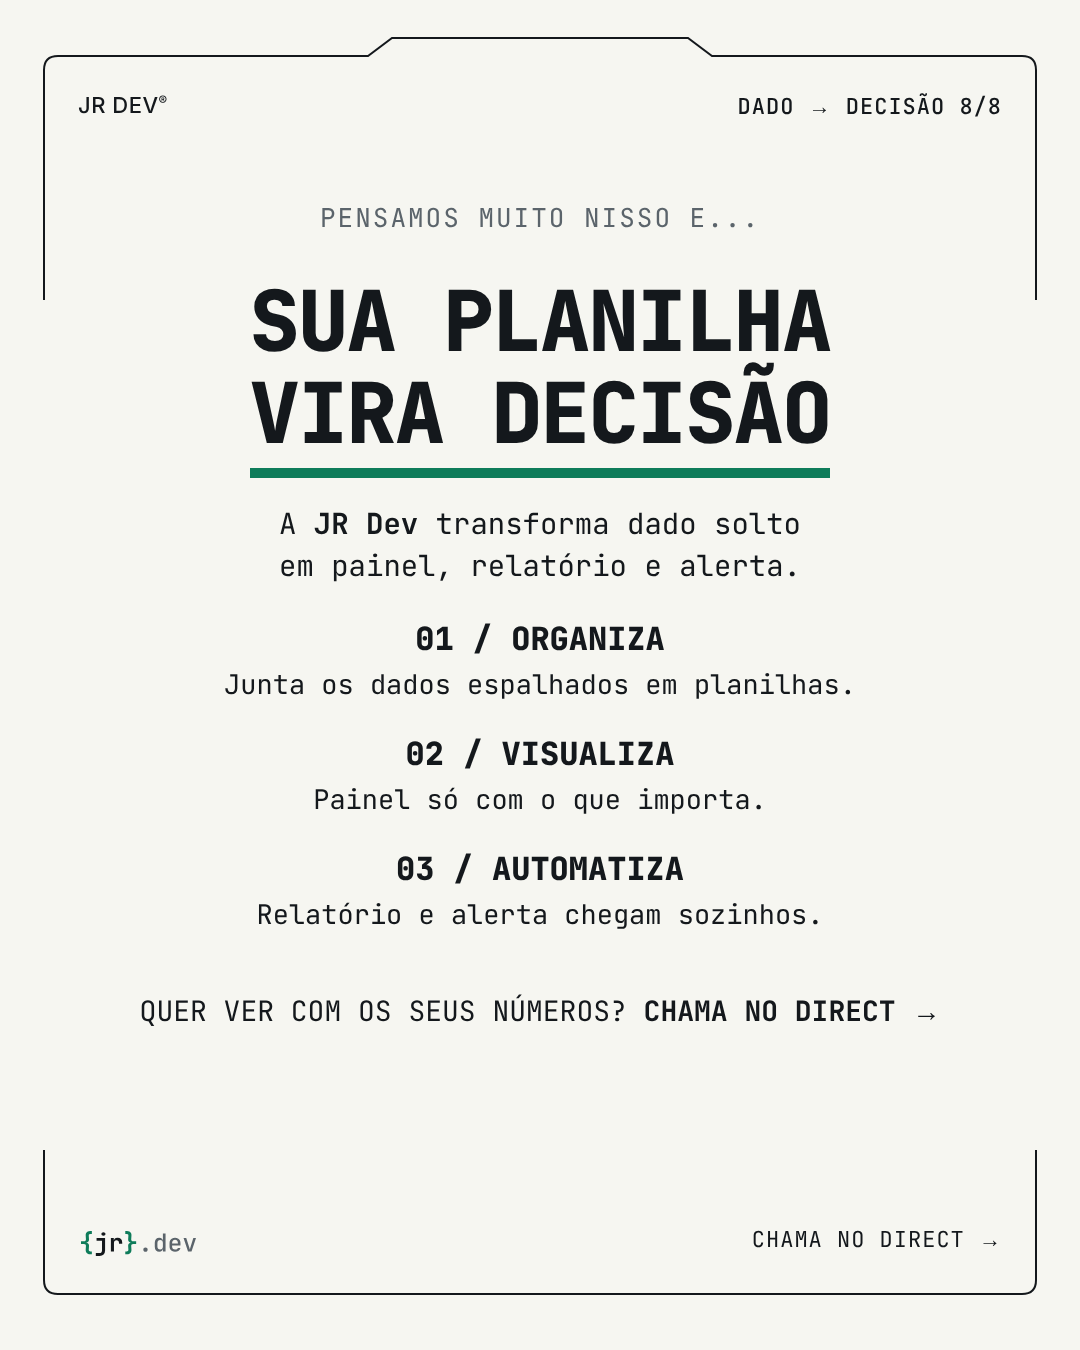 JR DEV®
DADO → DECISÃO 8/8
PENSAMOS MUITO NISSO E...
SUA PLANILHA
VIRA DECISÃO
A JR Dev transforma dado solto
em painel, relatório e alerta.
01 / ORGANIZA
Junta os dados espalhados em planilhas.
02 / VISUALIZA
Painel só com o que importa.
03 / AUTOMATIZA
Relatório e alerta chegam sozinhos.
QUER VER COM OS SEUS NÚMEROS? CHAMA NO DIRECT →
{jr}.dev
CHAMA NO DIRECT →